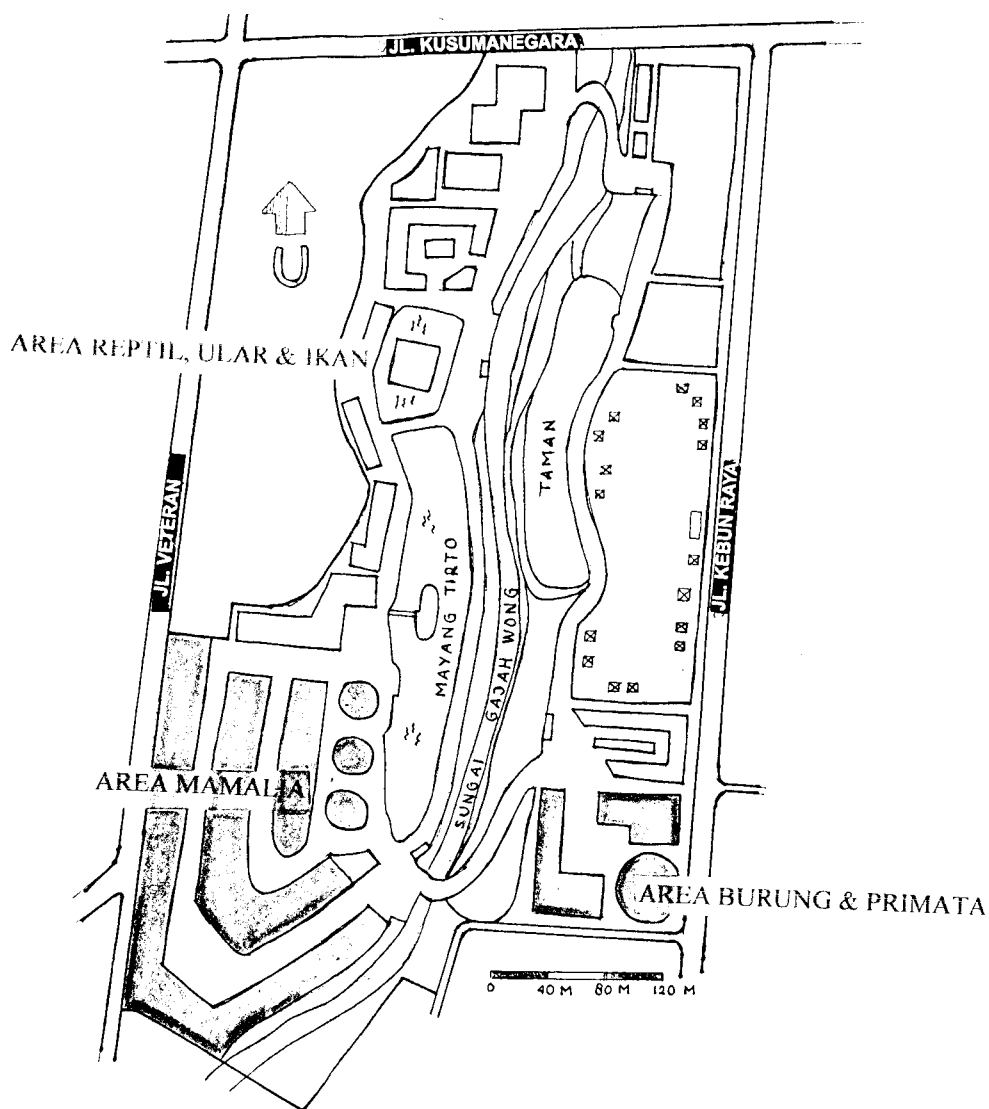 JL. KUSUMANEGARA
U
AREA REPTIL, ULAR & IKAN
TAMAN
JL. VETERAN
JL. KEBUN RAYA
MAYANG TIRTO
SUNGAI GAJAH WONG
AREA MAMALIA
AREA BURUNG & PRIMATA
0 40 M 80 M 120 M